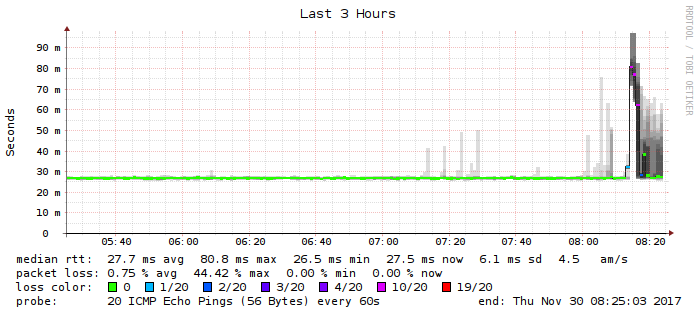 Last 3 Hours
RRDTOOL / TOBI OETIKER
Seconds
90 m
80 m
70 m
60 m
50 m
40 m
30 m
20 m
10 m
0
05:40 06:00 06:20 06:40 07:00 07:20 07:40 08:00 08:20
median rtt: 27.7 ms avg 80.8 ms max 26.5 ms min 27.5 ms now 6.1 ms sd 4.5 am/s
packet loss: 0.75 % avg 44.42 % max 0.00 % min 0.00 % now
loss color: 0 1/20 2/20 3/20 4/20 10/20 19/20
probe: 20 ICMP Echo Pings (56 Bytes) every 60s end: Thu Nov 30 08:25:03 2017